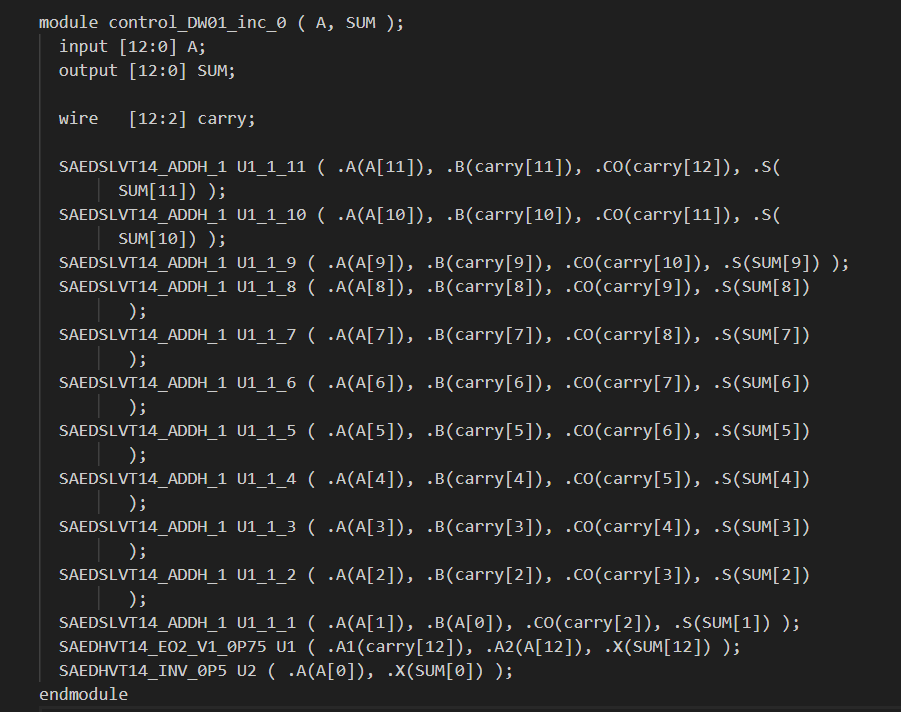 module control_DW01_inc_0 ( A, SUM );
input [12:0] A;
output [12:0] SUM;
wire   [12:2] carry;
SAEDSLVT14_ADDH_1 U1_1_11 ( .A(A[11]), .B(carry[11]), .CO(carry[12]), .S(
SUM[11]) );
SAEDSLVT14_ADDH_1 U1_1_10 ( .A(A[10]), .B(carry[10]), .CO(carry[11]), .S(
SUM[10]) );
SAEDSLVT14_ADDH_1 U1_1_9 ( .A(A[9]), .B(carry[9]), .CO(carry[10]), .S(SUM[9]) );
SAEDSLVT14_ADDH_1 U1_1_8 ( .A(A[8]), .B(carry[8]), .CO(carry[9]), .S(SUM[8])
);
SAEDSLVT14_ADDH_1 U1_1_7 ( .A(A[7]), .B(carry[7]), .CO(carry[8]), .S(SUM[7])
);
SAEDSLVT14_ADDH_1 U1_1_6 ( .A(A[6]), .B(carry[6]), .CO(carry[7]), .S(SUM[6])
);
SAEDSLVT14_ADDH_1 U1_1_5 ( .A(A[5]), .B(carry[5]), .CO(carry[6]), .S(SUM[5])
);
SAEDSLVT14_ADDH_1 U1_1_4 ( .A(A[4]), .B(carry[4]), .CO(carry[5]), .S(SUM[4])
);
SAEDSLVT14_ADDH_1 U1_1_3 ( .A(A[3]), .B(carry[3]), .CO(carry[4]), .S(SUM[3])
);
SAEDSLVT14_ADDH_1 U1_1_2 ( .A(A[2]), .B(carry[2]), .CO(carry[3]), .S(SUM[2])
);
SAEDSLVT14_ADDH_1 U1_1_1 ( .A(A[1]), .B(A[0]), .CO(carry[2]), .S(SUM[1]) );
SAEDHVT14_EO2_V1_0P75 U1 ( .A1(carry[12]), .A2(A[12]), .X(SUM[12]) );
SAEDHVT14_INV_0P5 U2 ( .A(A[0]), .X(SUM[0]) );
endmodule